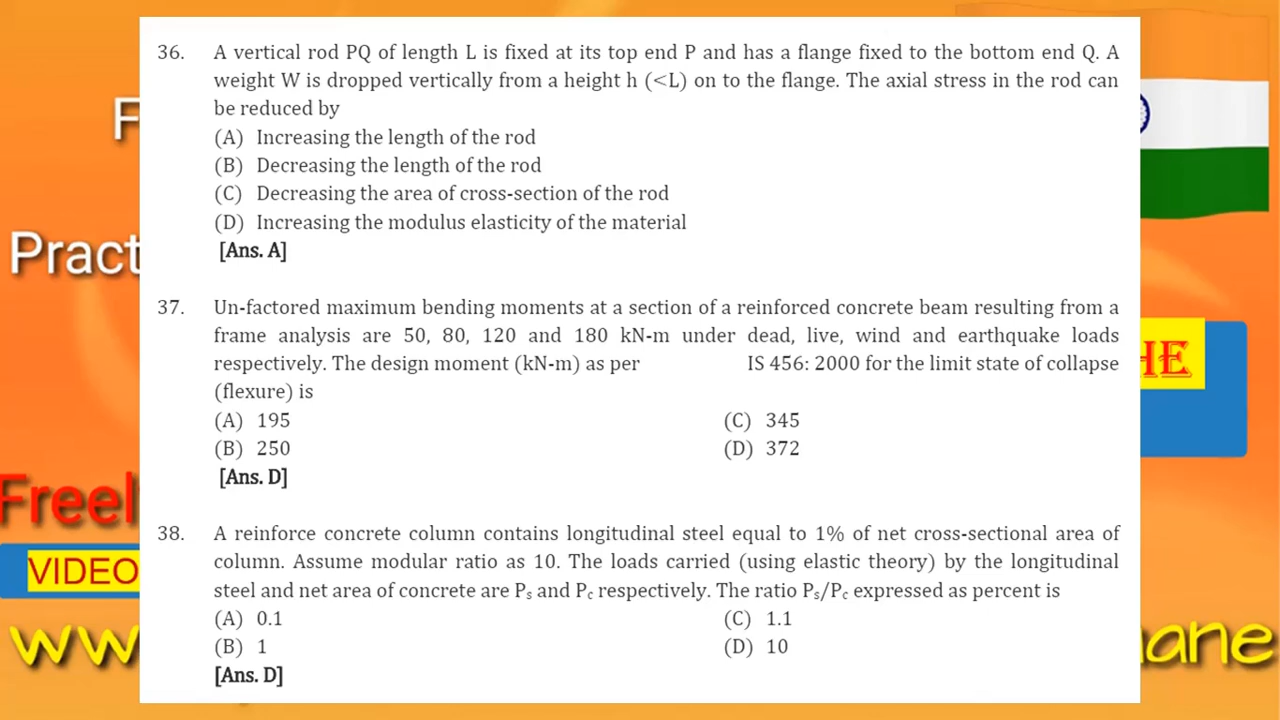 36. A vertical rod PQ of length L is fixed at its top end P and has a flange fixed to the bottom end Q. A
weight W is dropped vertically from a height h (<L) on to the flange. The axial stress in the rod can
be reduced by
(A) Increasing the length of the rod
(B) Decreasing the length of the rod
(C) Decreasing the area of cross-section of the rod
(D) Increasing the modulus elasticity of the material
[Ans. A]
37. Un-factored maximum bending moments at a section of a reinforced concrete beam resulting from a
frame analysis are 50, 80, 120 and 180 kN-m under dead, live, wind and earthquake loads
respectively. The design moment (kN-m) as per IS 456: 2000 for the limit state of collapse
(flexure) is
(A) 195 (C) 345
(B) 250 (D) 372
[Ans. D]
38. A reinforce concrete column contains longitudinal steel equal to 1% of net cross-sectional area of
column. Assume modular ratio as 10. The loads carried (using elastic theory) by the longitudinal
steel and net area of concrete are Ps and Pc respectively. The ratio Ps/Pc expressed as percent is
(A) 0.1 (C) 1.1
(B) 1 (D) 10
[Ans. D]
F
Pract
Freel
VIDEO
ww
HE
ane